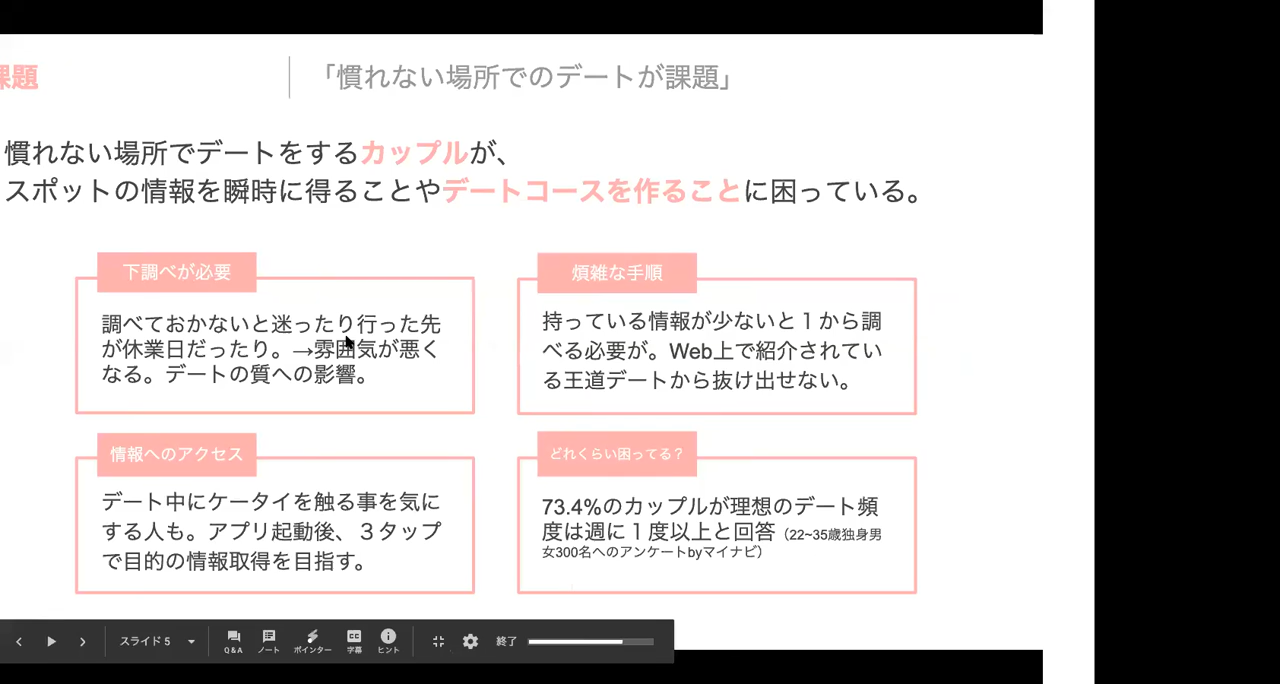 課題
「慣れない場所でのデートが課題」
慣れない場所でデートをするカップルが、
スポットの情報を瞬時に得ることやデートコースを作ることに困っている。
下調べが必要
調べておかないと迷ったり行った先
が休業日だったり。→雰囲気が悪く
なる。デートの質への影響。
煩雑な手順
持っている情報が少ないと１から調
べる必要が。Web上で紹介されてい
る王道デートから抜け出せない。
情報へのアクセス
デート中にケータイを触る事を気に
する人も。アプリ起動後、３タップ
で目的の情報取得を目指す。
どれくらい困ってる？
73.4%のカップルが理想のデート頻
度は週に１度以上と回答（22~35歳独身男
女300名へのアンケートbyマイナビ）
スライド 5
Q&A
ノート
ポインター
CC
字幕
ヒント
終了